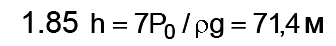 1.85 h = 7P₀ / ρg = 71,4 м